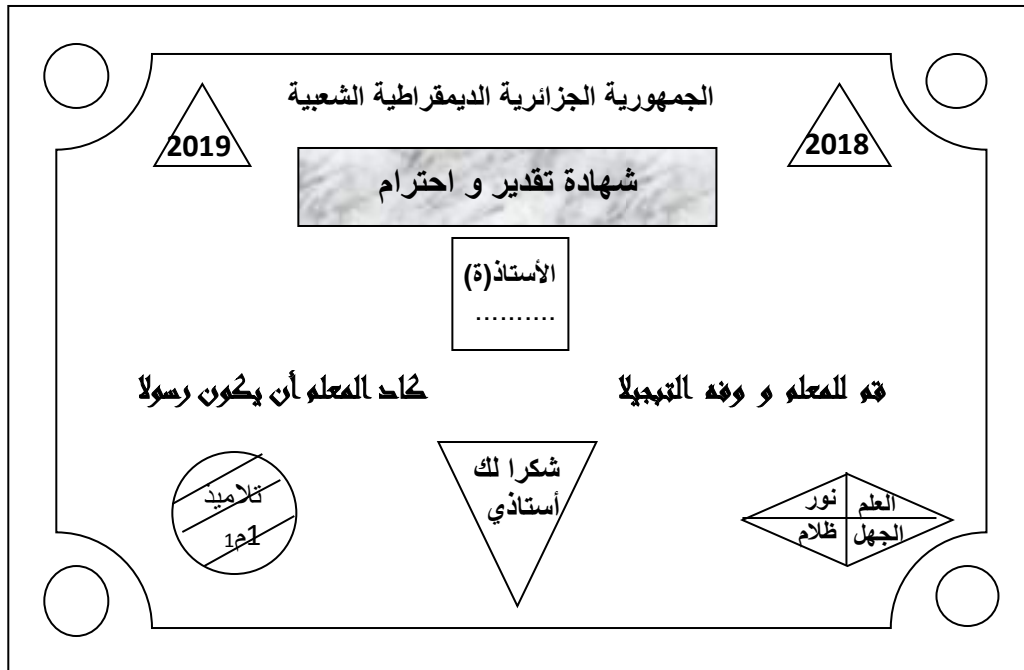 الجمهورية الجزائرية الديمقراطية الشعبية
2018
2019
شهادة تقدير و احترام
الأستاذ(ة)
..........
قم للمعلم و وفه التبجيلا
كاد المعلم أن يكون رسولا
العلم نور
الجهل ظلام
شكرا لك
أستاذي
تلاميذ
1م1